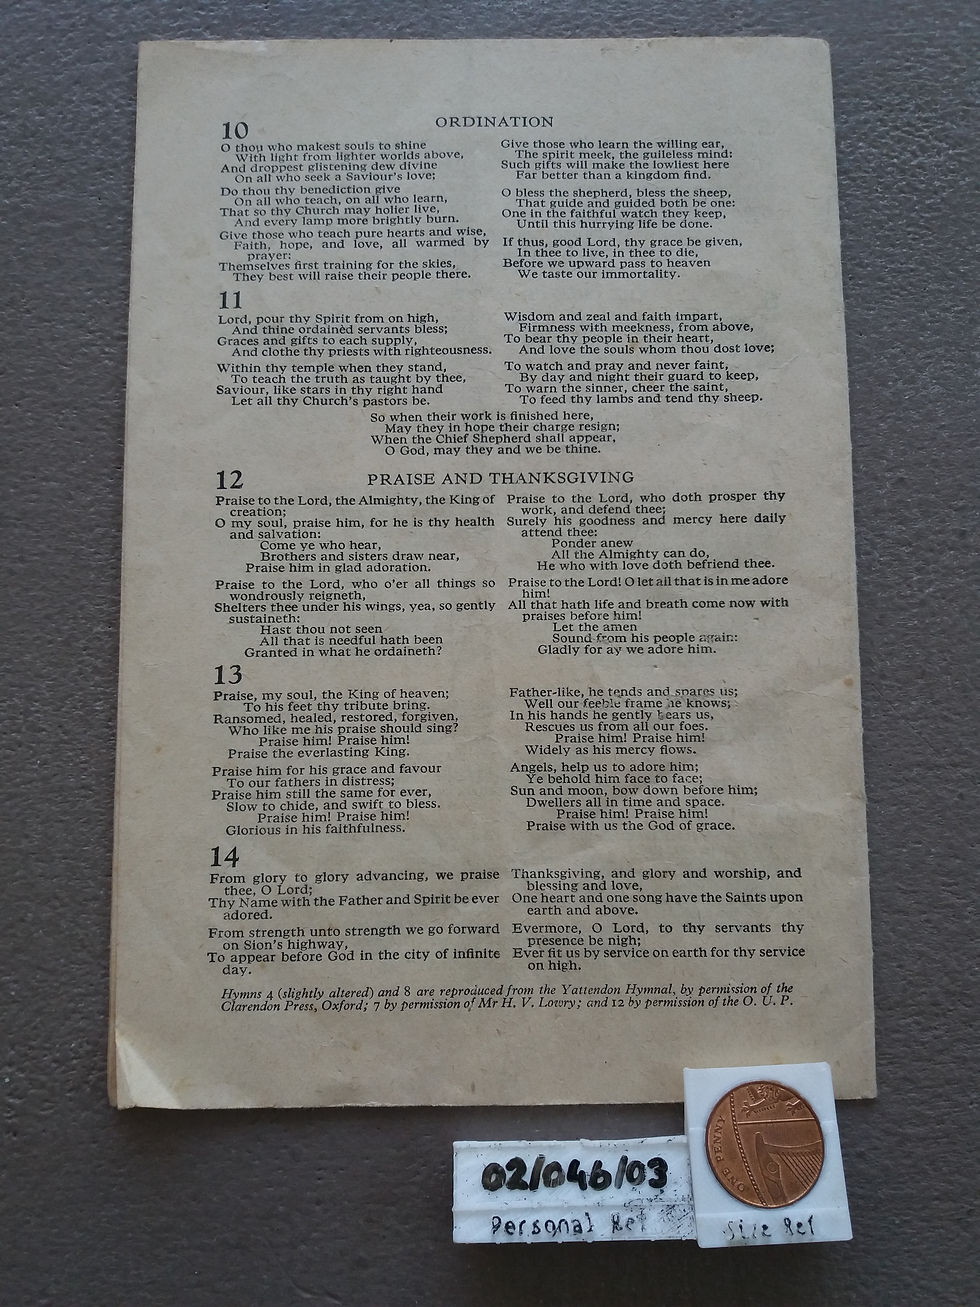 ORDINATION
10
O thou who makest souls to shine
With light from lighter worlds above,
And droppest glistening dew divine
On all who seek a Saviour's love;
Do thou thy benediction give
On all who teach, on all who learn,
That so thy Church may holier live,
And every lamp more brightly burn.
Give those who teach pure hearts and wise,
Faith, hope, and love, all warmed by
prayer:
Themselves first training for the skies,
They best will raise their people there.
Give those who learn the willing ear,
The spirit meek, the guileless mind:
Such gifts will make the lowliest here
Far better than a kingdom find.
O bless the shepherd, bless the sheep,
That guide and guided both be one:
One in the faithful watch they keep,
Until this hurrying life be done.
If thus, good Lord, thy grace be given,
In thee to live, in thee to die,
Before we upward pass to heaven
We taste our immortality.
11
Lord, pour thy Spirit from on high,
And thine ordainèd servants bless;
Graces and gifts to each supply,
And clothe thy priests with righteousness.
Within thy temple when they stand,
To teach the truth as taught by thee,
Saviour, like stars in thy right hand
Let all thy Church's pastors be.
Wisdom and zeal and faith impart,
Firmness with meekness, from above,
To bear thy people in their heart,
And love the souls whom thou dost love;
To watch and pray and never faint,
By day and night their guard to keep,
To warn the sinner, cheer the saint,
To feed thy lambs and tend thy sheep.
So when their work is finished here,
May they in hope their charge resign;
When the Chief Shepherd shall appear,
O God, may they and we be thine.
12
PRAISE AND THANKSGIVING
Praise to the Lord, the Almighty, the King of
creation;
O my soul, praise him, for he is thy health
and salvation:
Come ye who hear,
Brothers and sisters draw near,
Praise him in glad adoration.
Praise to the Lord, who o'er all things so
wondrously reigneth,
Shelters thee under his wings, yea, so gently
sustaineth:
Hast thou not seen
All that is needful hath been
Granted in what he ordaineth?
Praise to the Lord, who doth prosper thy
work, and defend thee;
Surely his goodness and mercy here daily
attend thee:
Ponder anew
All the Almighty can do,
He who with love doth befriend thee.
Praise to the Lord! O let all that is in me adore
him!
All that hath life and breath come now with
praises before him!
Let the amen
Sound from his people again:
Gladly for ay we adore him.
13
Praise, my soul, the King of heaven;
To his feet thy tribute bring.
Ransomed, healed, restored, forgiven,
Who like me his praise should sing?
Praise him! Praise him!
Praise the everlasting King.
Praise him for his grace and favour
To our fathers in distress;
Praise him still the same for ever,
Slow to chide, and swift to bless.
Praise him! Praise him!
Glorious in his faithfulness.
Father-like, he tends and spares us;
Well our feeble frame he knows;
In his hands he gently bears us,
Rescues us from all our foes.
Praise him! Praise him!
Widely as his mercy flows.
Angels, help us to adore him;
Ye behold him face to face;
Sun and moon, bow down before him;
Dwellers all in time and space.
Praise him! Praise him!
Praise with us the God of grace.
14
From glory to glory advancing, we praise
thee, O Lord;
Thy Name with the Father and Spirit be ever
adored.
From strength unto strength we go forward
on Sion's highway,
To appear before God in the city of infinite
day.
Thanksgiving, and glory and worship, and
blessing and love,
One heart and one song have the Saints upon
earth and above.
Evermore, O Lord, to thy servants thy
presence be nigh;
Ever fit us by service on earth for thy service
on high.
Hymns 4 (slightly altered) and 8 are reproduced from the Yattendon Hymnal, by permission of the
Clarendon Press, Oxford; 7 by permission of Mr H. V. Lowry; and 12 by permission of the O. U. P.
ONE PENNY
02/046/03
Personal Ref
Size Ref